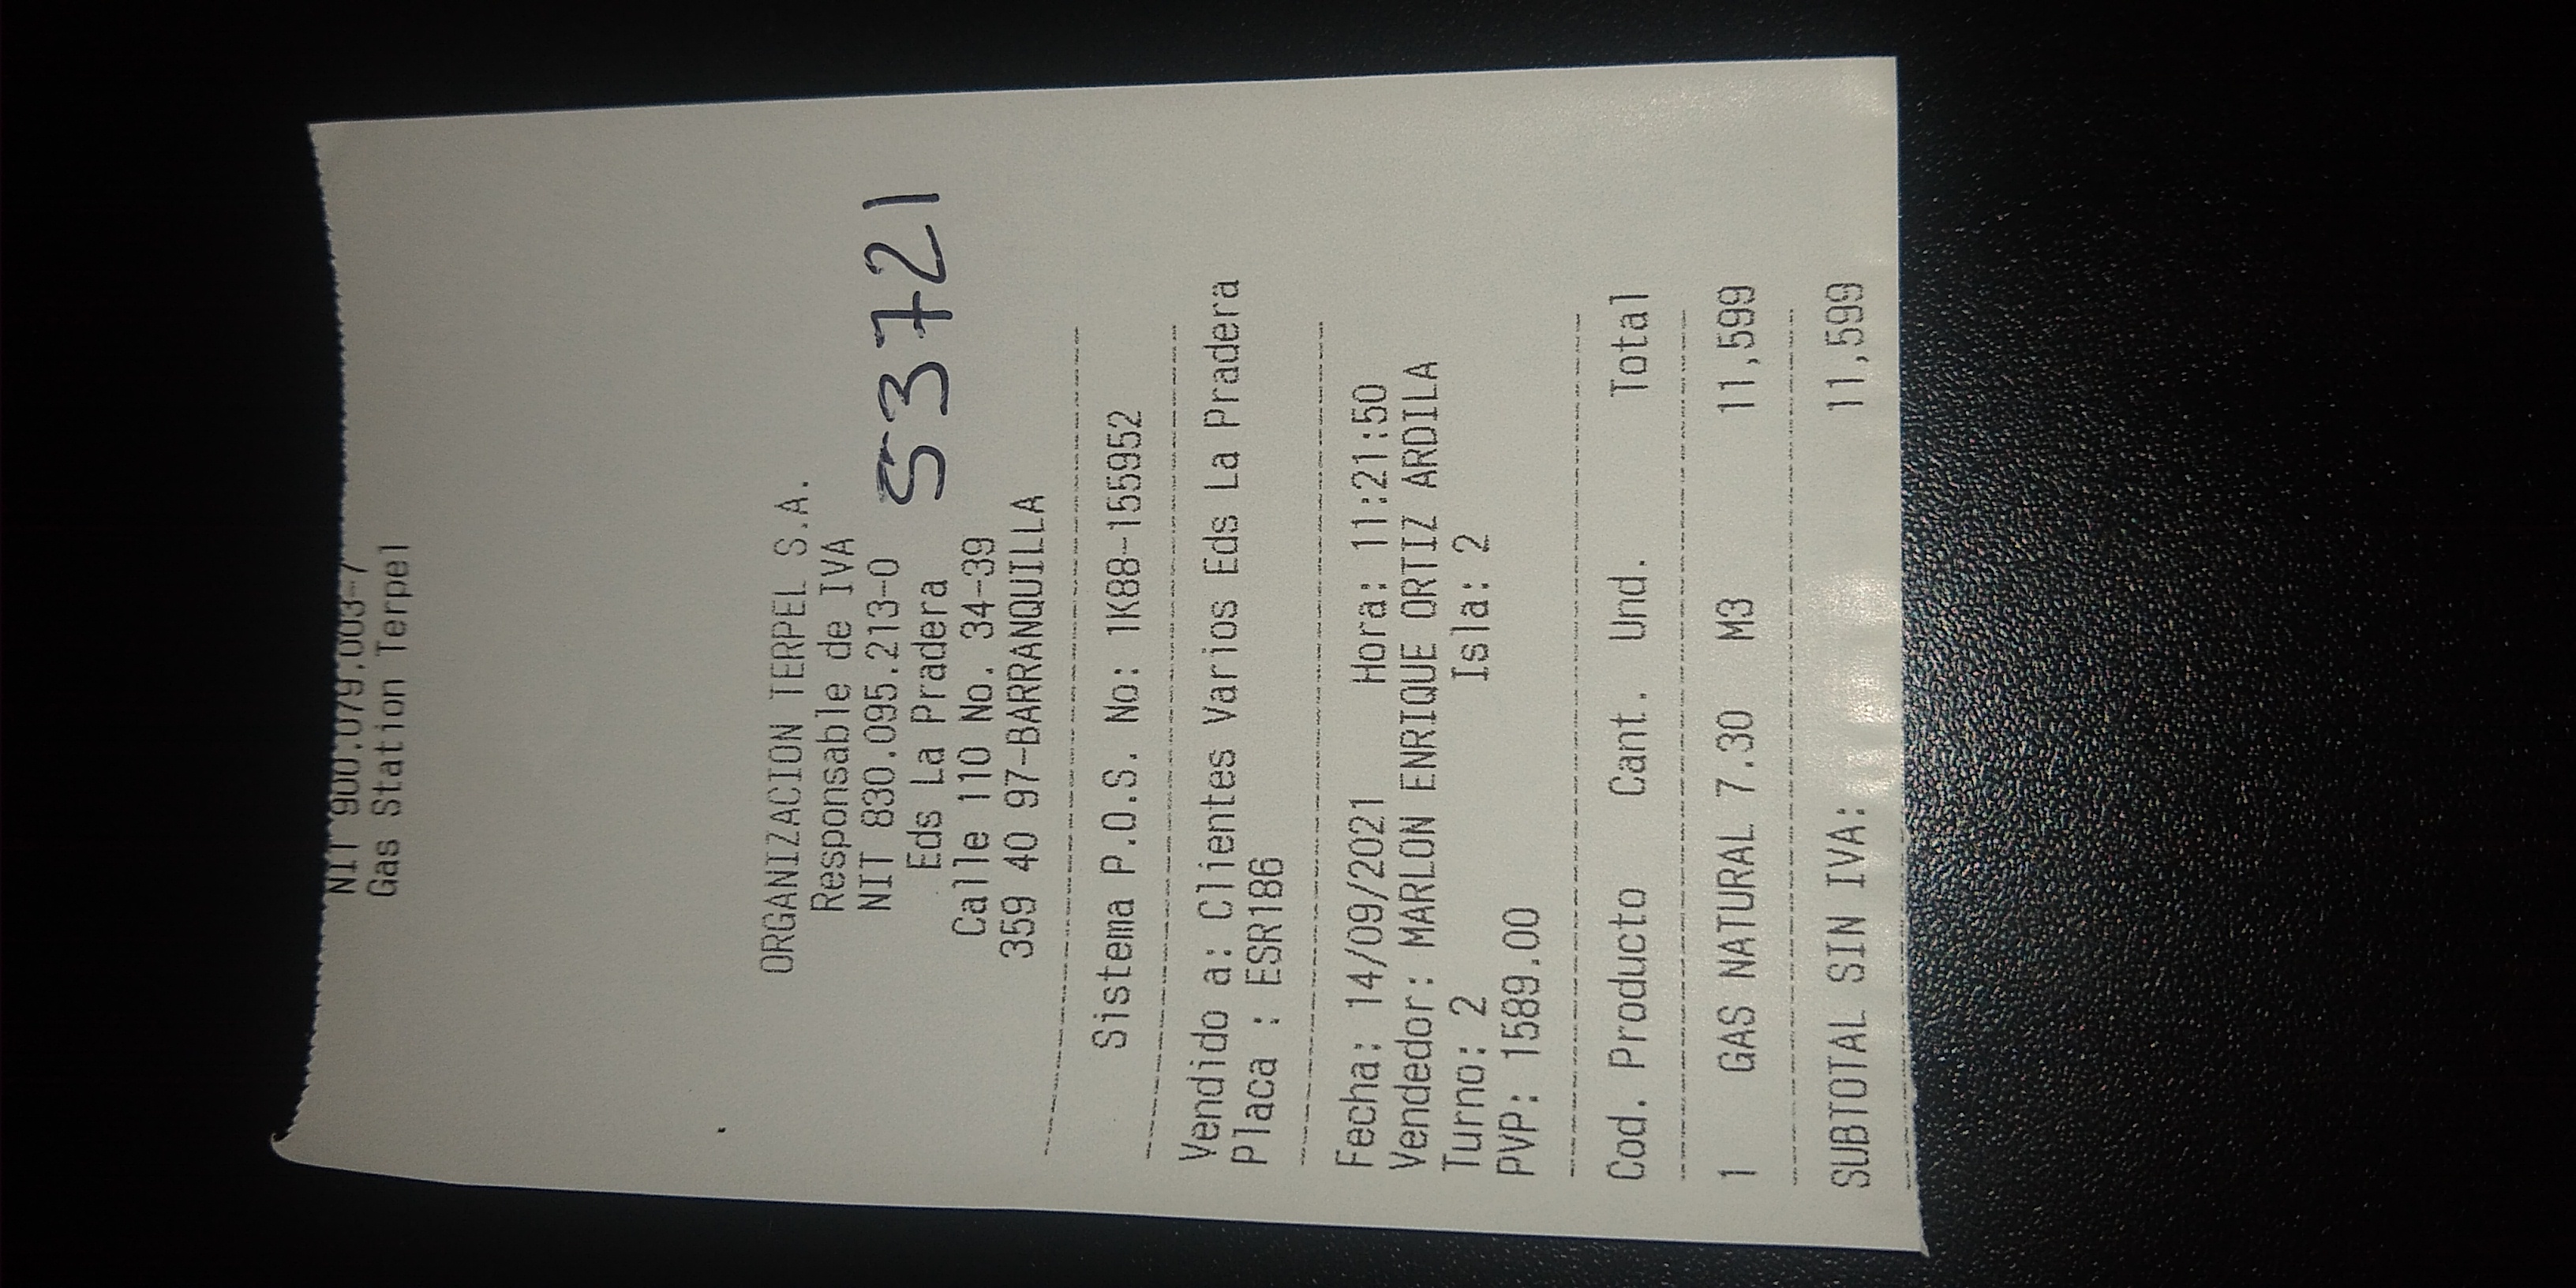 NIT 900.079.003-7
Gas Station Terpel
ORGANIZACION TERPEL S.A.
Responsable de IVA
NIT 830.095.213-0
53721
Eds La Pradera
Calle 110 No. 34-39
359 40 97-BARRANQUILLA
Sistema P.O.S. No: 1K88-155952
Vendido a: Clientes Varios Eds La Pradera
Placa : ESR186
Fecha: 14/09/2021 Hora: 11:21:50
Vendedor: MARLON ENRIQUE ORTIZ ARDILA
Turno: 2 Isla: 2
PVP: 1589.00
Cod. Producto Cant. Und. Total
1 GAS NATURAL 7.30 M3 11,599
SUBTOTAL SIN IVA: 11,599